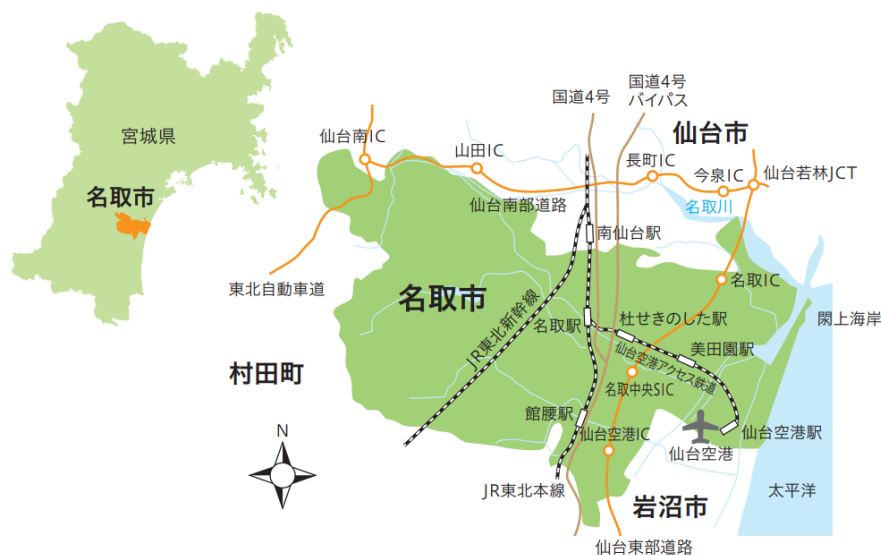 国道4号
国道4号
バイパス
宮城県
仙台南IC
山田IC
仙台市
長町IC
今泉IC
仙台若林JCT
名取市
仙台南部道路
名取川
南仙台駅
東北自動車道
名取市
名取IC
JR東北新幹線
名取駅
杜せきのした駅
閖上海岸
美田園駅
仙台空港アクセス鉄道
村田町
名取中央SIC
館腰駅
仙台空港IC
仙台空港駅
仙台空港
N
JR東北本線
岩沼市
太平洋
仙台東部道路